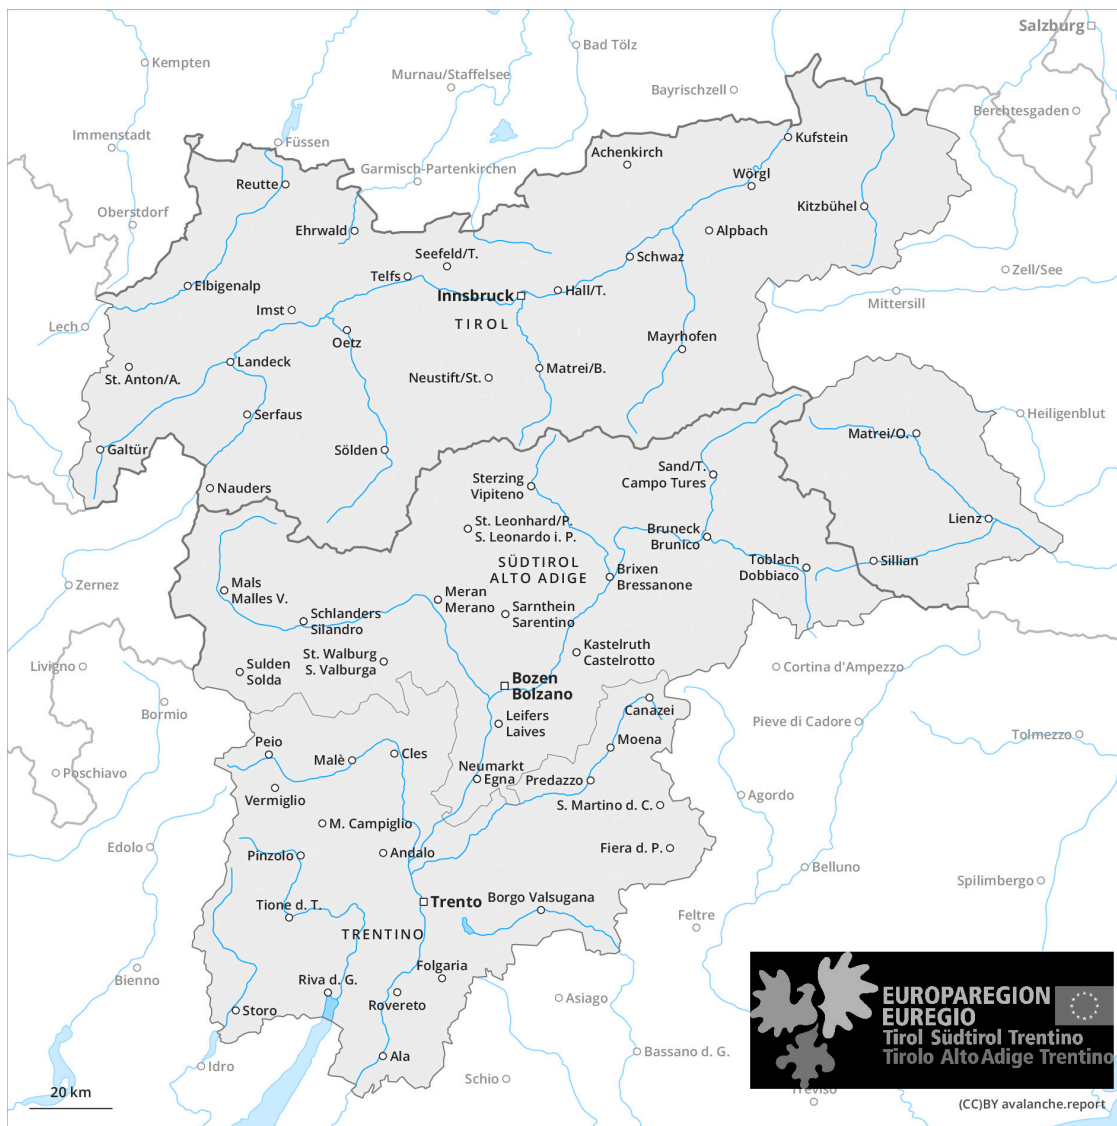 Salzburg
Bad Tölz
Kempten
Murnau/Staffelsee
Bayrischzell
Berchtesgaden
Immenstadt
Füssen
Kufstein
Achenkirch
Garmisch-Partenkirchen
Wörgl
Reutte
Kitzbühel
Oberstdorf
Ehrwald
Alpbach
Seefeld/T.
Schwaz
Telfs
Zell/See
Elbigenalp
Innsbruck
Hall/T.
Mittersill
Imst
TIROL
Lech
Oetz
Mayrhofen
Landeck
Matrei/B.
St. Anton/A.
Neustift/St.
Serfaus
Heiligenblut
Matrei/O.
Galtür
Sölden
Sand/T.
Campo Tures
Sterzing
Vipiteno
Nauders
St. Leonhard/P.
S. Leonardo i. P.
Lienz
Bruneck
Brunico
SÜDTIROL
ALTO ADIGE
Toblach
Dobbiaco
Sillian
Brixen
Bressanone
Zernez
Mals
Malles V.
Meran
Merano
Sarnthein
Sarentino
Schlanders
Silandro
Kastelruth
Castelrotto
St. Walburg
S. Valburga
Livigno
Sulden
Solda
Cortina d'Ampezzo
Bozen
Bolzano
Bormio
Canazei
Leifers
Laives
Pieve di Cadore
Tolmezzo
Peio
Moena
Cles
Malè
Neumarkt
Egna
Poschiavo
Predazzo
Vermiglio
Agordo
S. Martino d. C.
M. Campiglio
Edolo
Pinzolo
Andalo
Fiera d. P.
Belluno
Spilimbergo
Tione d. T.
Trento
Borgo Valsugana
Feltre
TRENTINO
Bienno
Folgaria
Riva d. G.
Rovereto
Asiago
Storo
EUROPAREGION
EUREGIO
Tirol Südtirol Trentino
Tirolo Alto Adige Trentino
Ala
Bassano d. G.
Idro
Schio
Treviso
20 km
(CC)BY avalanche.report